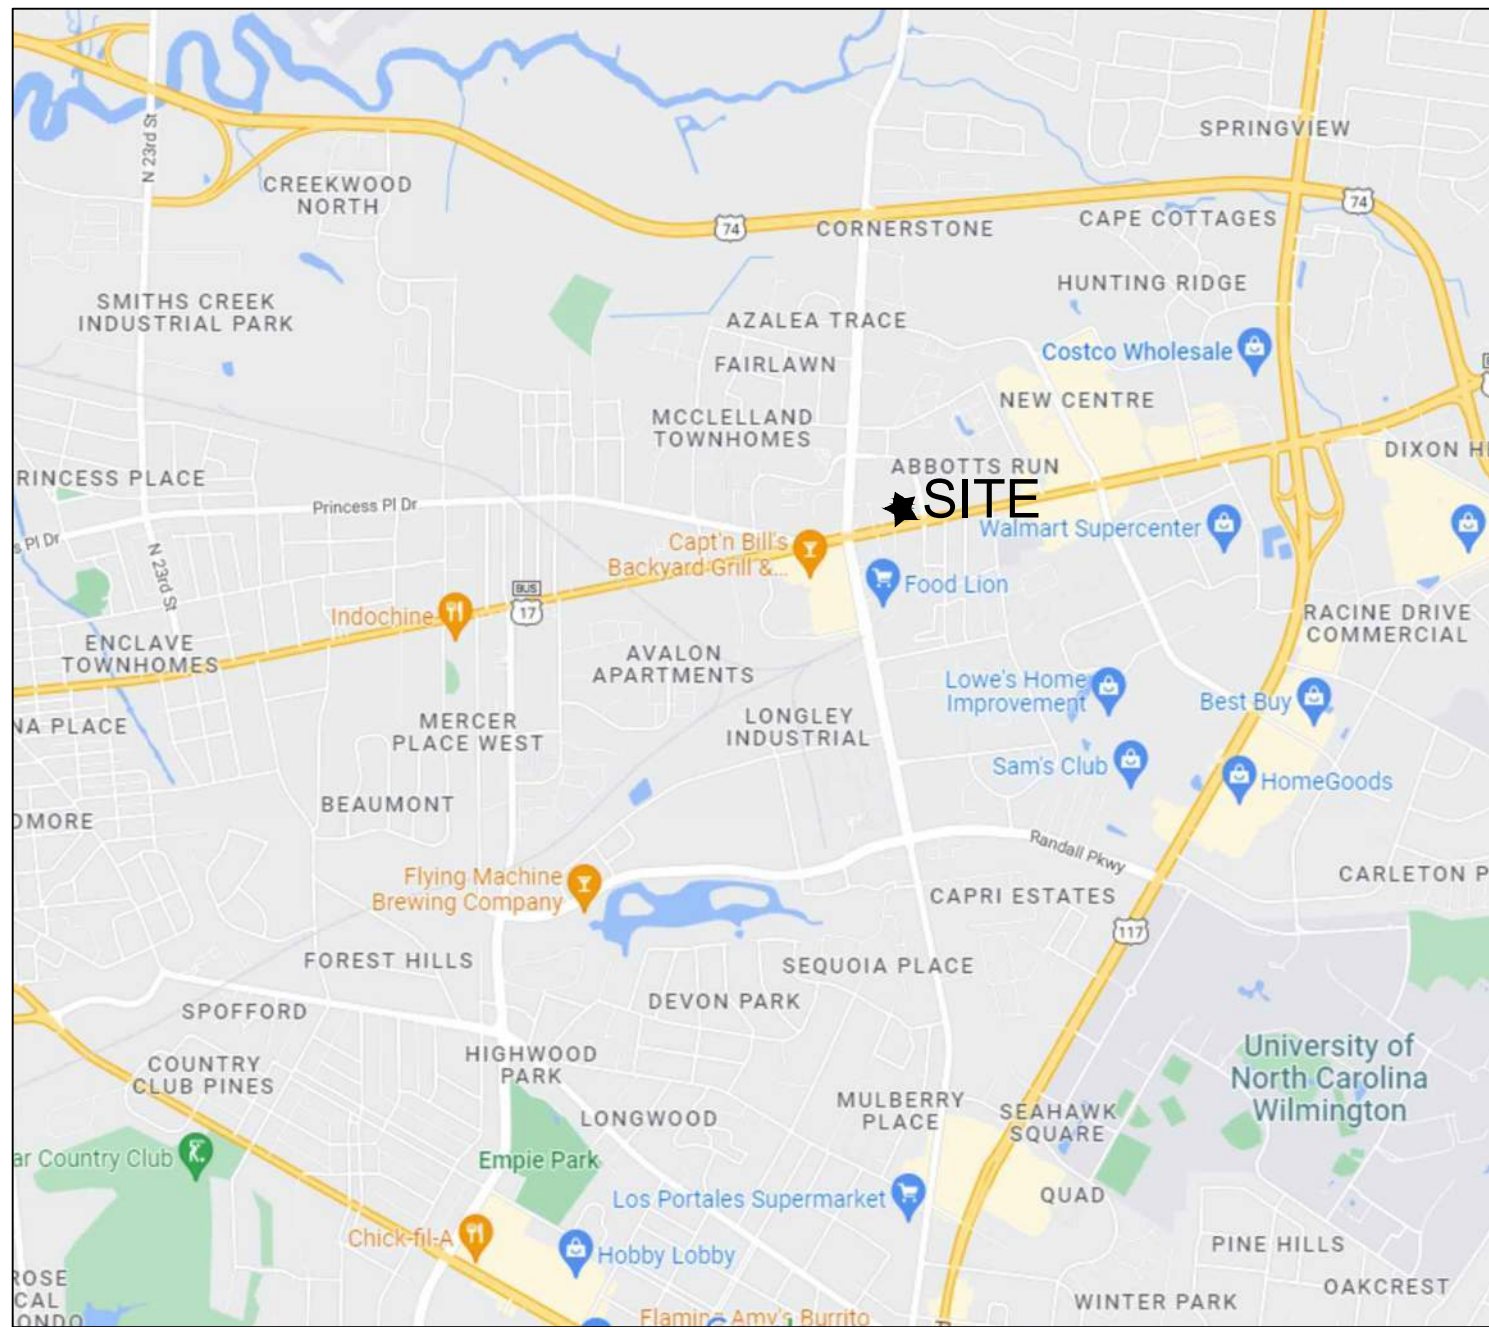 N 23rd St
SPRINGVIEW
CREEKWOOD
NORTH
74
74
CORNERSTONE
CAPE COTTAGES
HUNTING RIDGE
SMITHS CREEK
INDUSTRIAL PARK
AZALEA TRACE
Costco Wholesale
FAIRLAWN
NEW CENTRE
MCCLELLAND
TOWNHOMES
DIXON H
ABBOTTS RUN
RINCESS PLACE
SITE
Princess Pl Dr
Walmart Supercenter
s Pl Dr
Capt'n Bill's
Backyard Grill &...
N 23rd St
Food Lion
BUS
17
Indochine
RACINE DRIVE
COMMERCIAL
ENCLAVE
TOWNHOMES
AVALON
APARTMENTS
Lowe's Home
Improvement
Best Buy
NA PLACE
MERCER
PLACE WEST
LONGLEY
INDUSTRIAL
Sam's Club
HomeGoods
BEAUMONT
DMORE
Randall Pkwy
Flying Machine
Brewing Company
CARLETON P
CAPRI ESTATES
117
FOREST HILLS
SEQUOIA PLACE
DEVON PARK
SPOFFORD
University of
North Carolina
Wilmington
HIGHWOOD
PARK
COUNTRY
CLUB PINES
MULBERRY
PLACE
SEAHAWK
SQUARE
LONGWOOD
ar Country Club
Empie Park
QUAD
Los Portales Supermarket
Chick-fil-A
Hobby Lobby
PINE HILLS
ROSE
CAL
ONDO
OAKCREST
WINTER PARK
Flaming Amy's Burrito